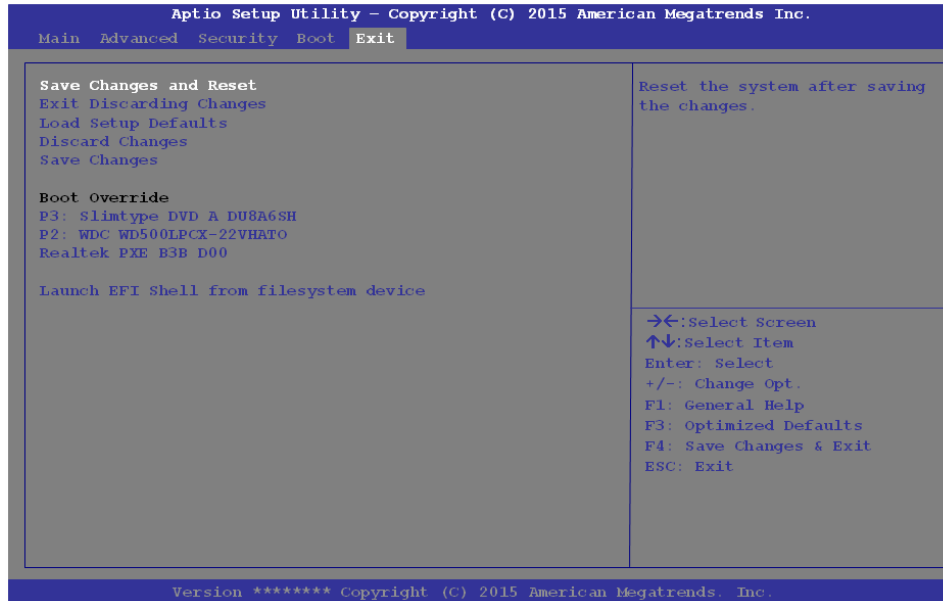 Aptio Setup Utility – Copyright (C) 2015 American Megatrends Inc.
Main Advanced Security Boot Exit
Save Changes and Reset
Exit Discarding Changes
Load Setup Defaults
Discard Changes
Save Changes
Boot Override
P3: Slimtype DVD A DU8A6SH
P2: WDC WD500LPCX-22VHATO
Realtek PXE B3B D00
Launch EFI Shell from filesystem device
Reset the system after saving
the changes.
→←:Select Screen
↑↓:Select Item
Enter: Select
+/-: Change Opt.
F1: General Help
F3: Optimized Defaults
F4: Save Changes & Exit
ESC: Exit
Version ******** Copyright (C) 2015 American Megatrends. Inc.